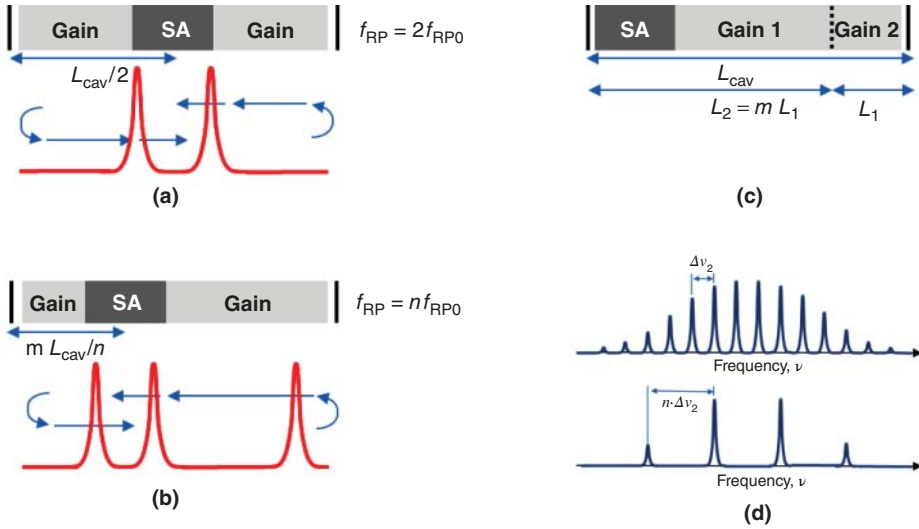 Gain SA Gain
f_RP = 2f_RP0
L_cav/2
(a)
SA Gain 1 Gain 2
L_cav
L_2 = m L_1 L_1
(c)
Gain SA Gain
f_RP = nf_RP0
m L_cav/n
(b)
Δν_2
Frequency, ν
n·Δν_2
Frequency, ν
(d)